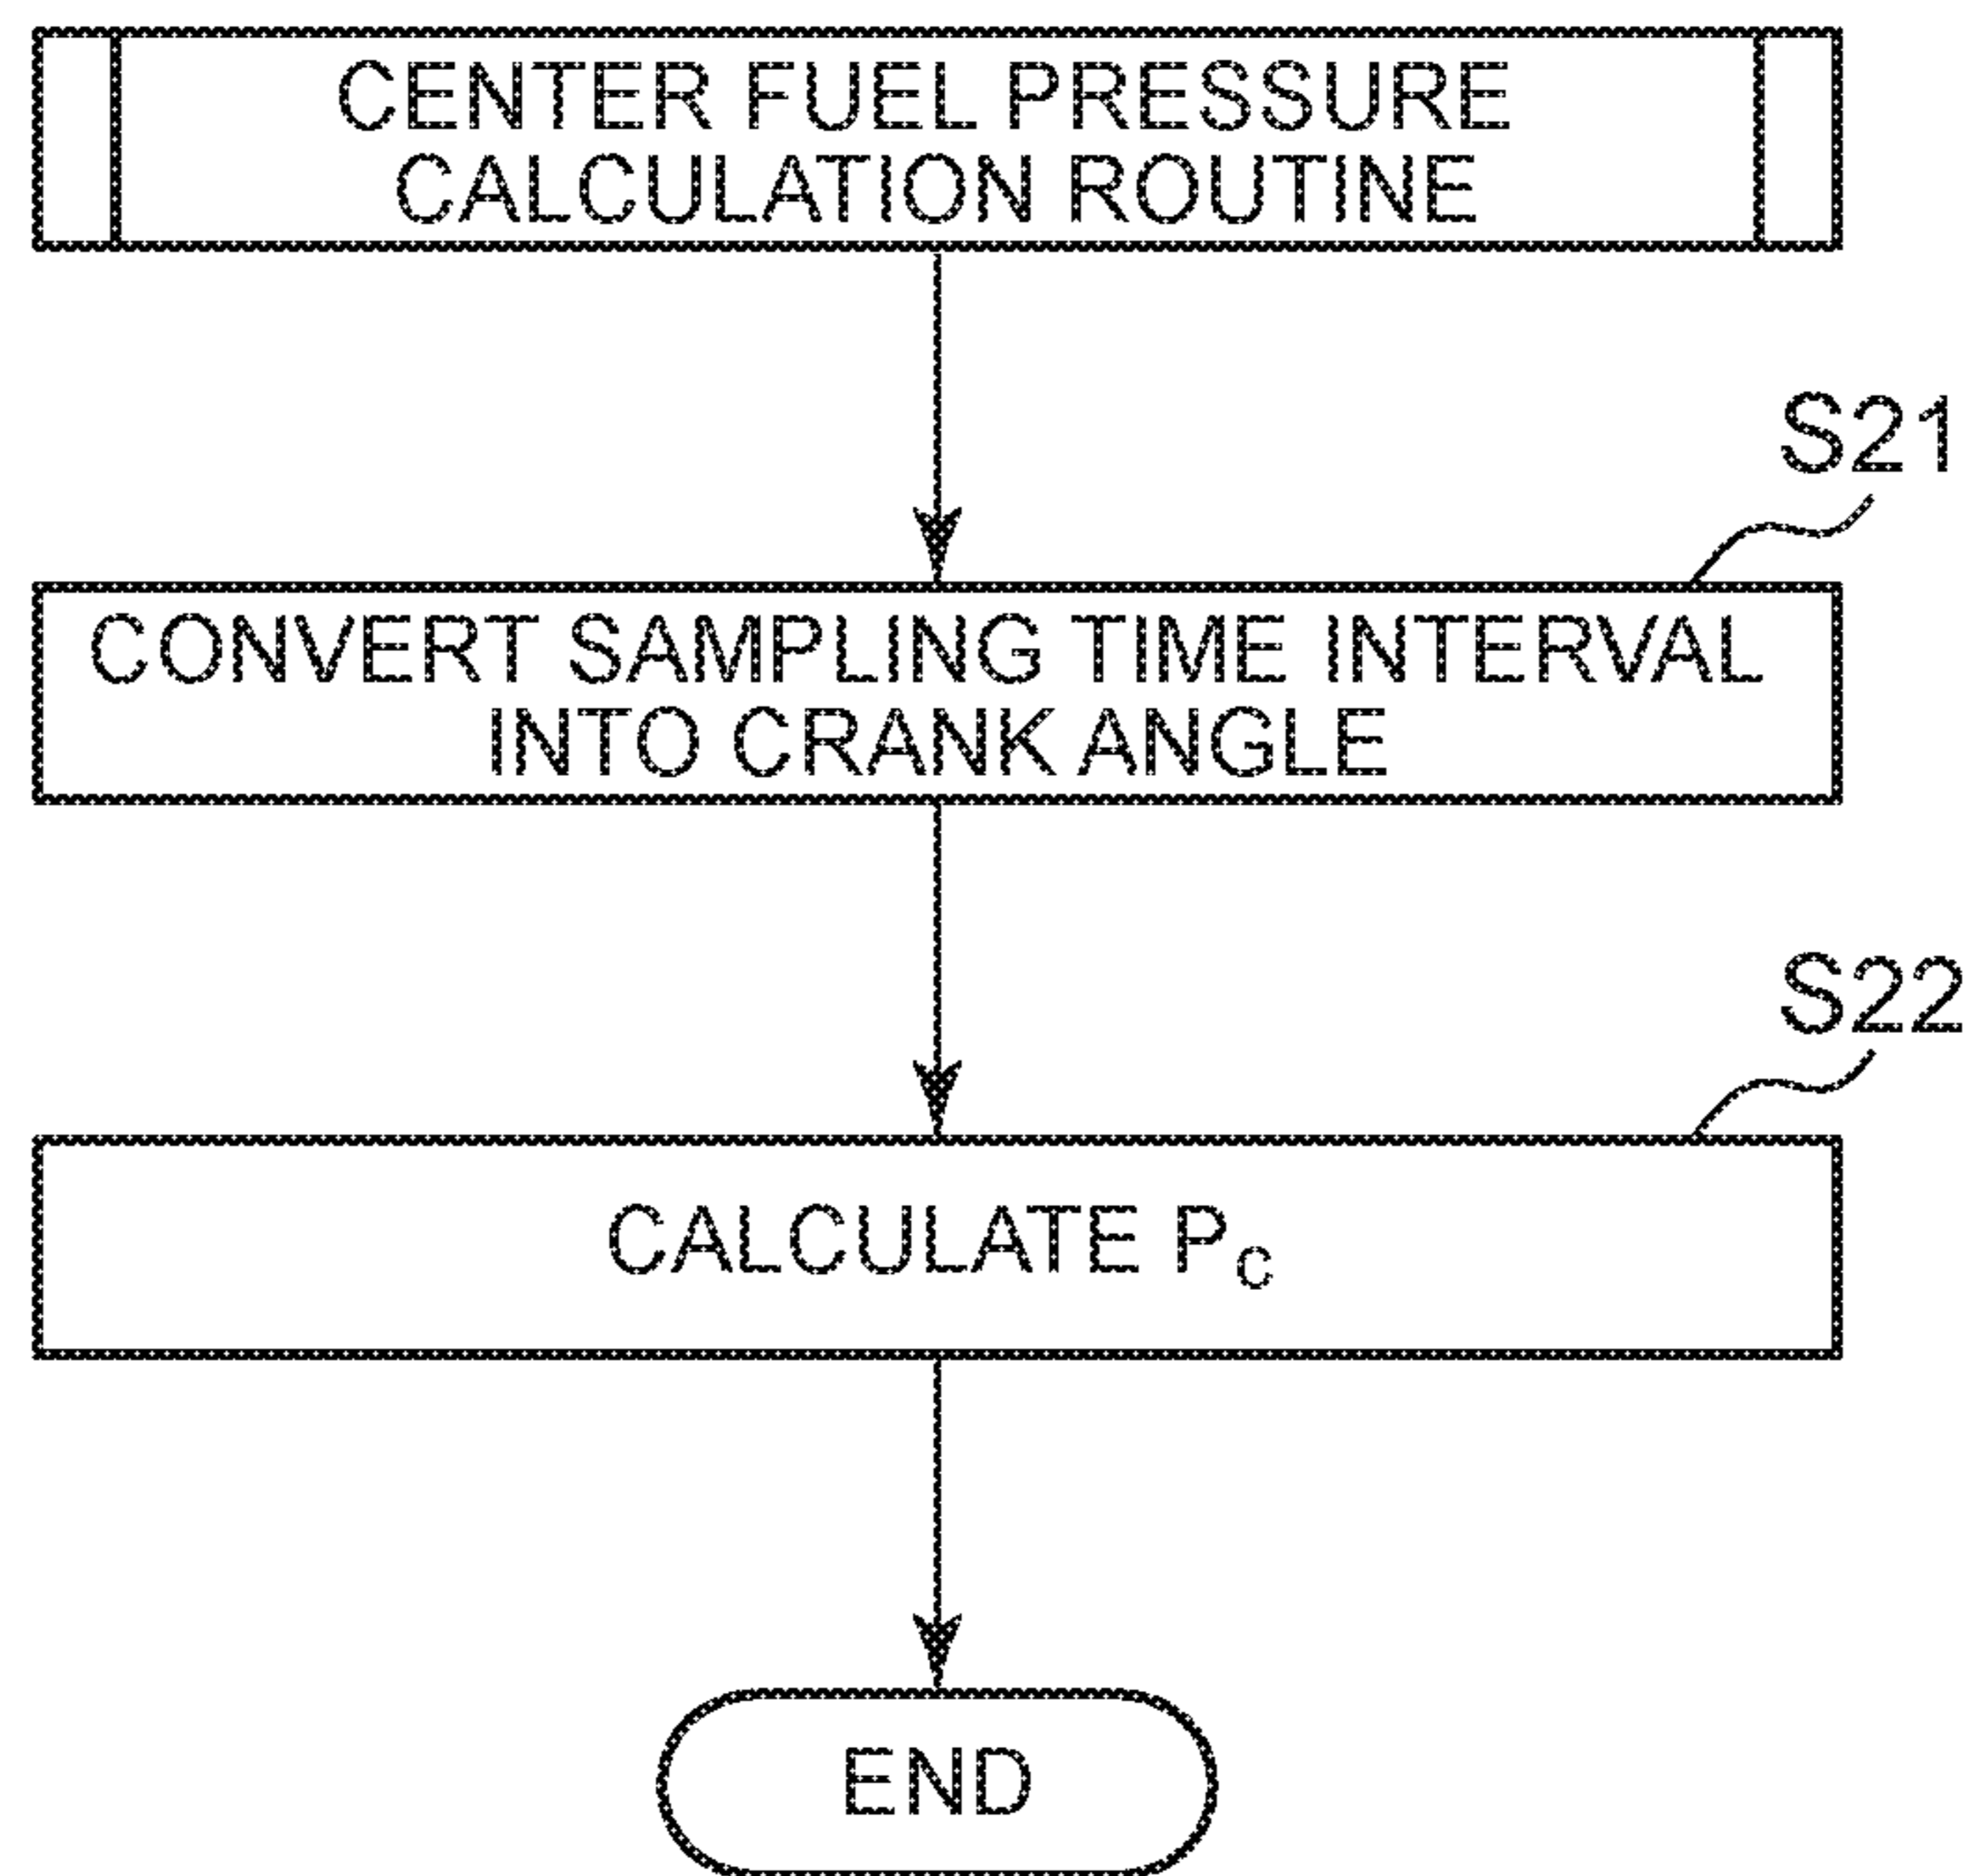 CENTER FUEL PRESSURE
CALCULATION ROUTINE
S21
CONVERT SAMPLING TIME INTERVAL
INTO CRANK ANGLE
S22
CALCULATE PC
END